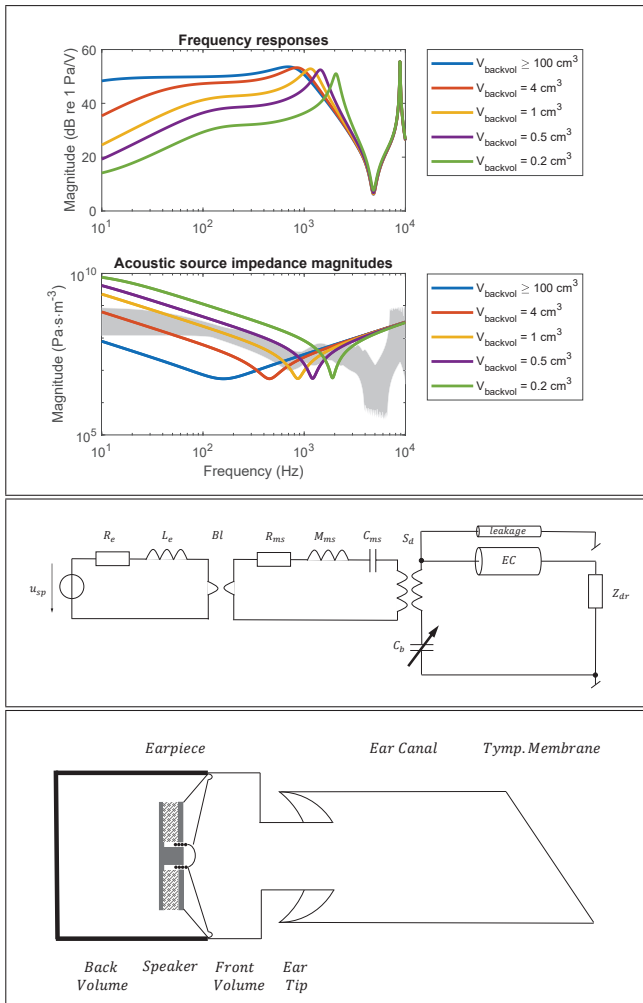 Frequency responses
60
40
20
0
Magnitude (dB re 1 Pa/V)
10^1
10^2
10^3
10^4
V_backvol ≥ 100 cm^3
V_backvol = 4 cm^3
V_backvol = 1 cm^3
V_backvol = 0.5 cm^3
V_backvol = 0.2 cm^3
Acoustic source impedance magnitudes
10^10
10^5
Magnitude (Pa·s·m^-3)
10^1
10^2
10^3
10^4
Frequency (Hz)
V_backvol ≥ 100 cm^3
V_backvol = 4 cm^3
V_backvol = 1 cm^3
V_backvol = 0.5 cm^3
V_backvol = 0.2 cm^3
R_e L_e Bl R_ms M_ms C_ms S_d leakage
EC
u_sp
Z_dr
C_b
Earpiece Ear Canal Tymp. Membrane
Back Speaker Front Ear
Volume Volume Tip